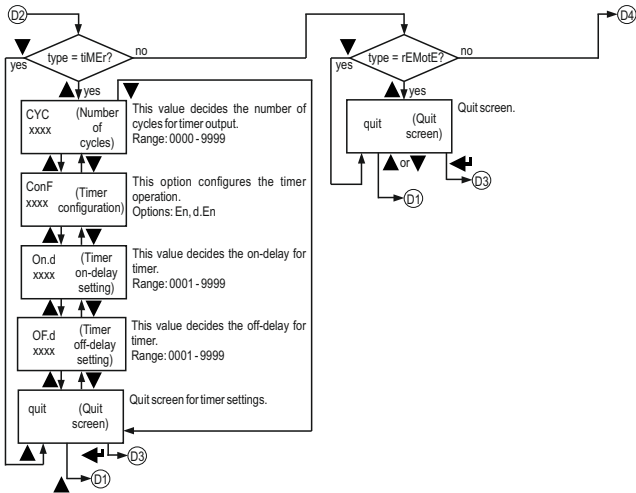 D2
type = tiMEr?
yes
no
yes
CYC
xxxx
(Number
of
cycles)
This value decides the number of
cycles for timer output.
Range: 0000 - 9999
ConF
xxxx
(Timer
configuration)
This option configures the timer
operation.
Options: En, d.En
On.d
xxxx
(Timer
on-delay
setting)
This value decides the on-delay for
timer.
Range: 0001 - 9999
OF.d
xxxx
(Timer
off-delay
setting)
This value decides the off-delay for
timer.
Range: 0001 - 9999
quit
(Quit
screen)
Quit screen for timer settings.
D3
D1
type = rEMotE?
yes
no
D4
yes
quit
(Quit
screen)
Quit screen.
or
D3
D1